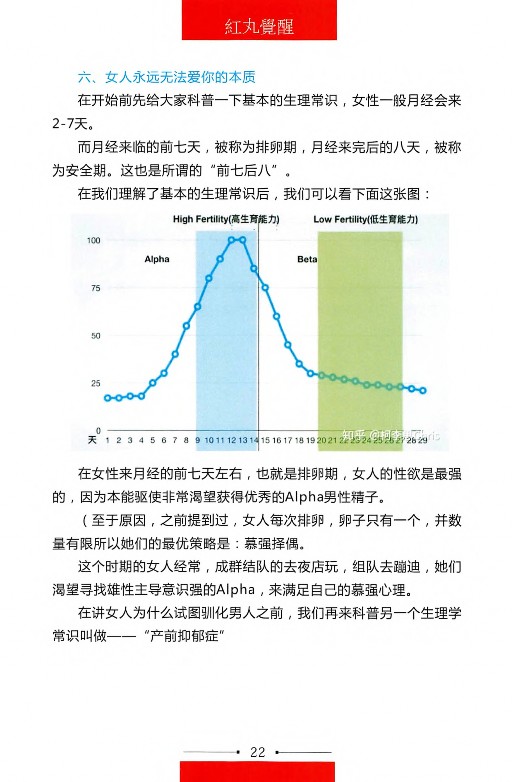 紅丸覺醒
六、女人永远无法爱你的本质
在开始前先给大家科普一下基本的生理常识，女性一般月经会来
2-7天。
而月经来临的前七天，被称为排卵期，月经来完后的八天，被称
为安全期。这也是所谓的“前七后八”。
在我们理解了基本的生理常识后，我们可以看下面这张图：
High Fertility(高生育能力) Low Fertility(低生育能力)
100
Alpha Beta
75
50
25
0
天 1 2 3 4 5 6 7 8 9 10 11 12 13 14 15 16 17 18 19 20 21 22 23 24 25 26 27 28 29
知乎
在女性来月经的前七天左右，也就是排卵期，女人的性欲是最强
的，因为本能驱使非常渴望获得优秀的Alpha男性精子。
（至于原因，之前提到过，女人每次排卵，卵子只有一个，并数
量有限所以她们的最优策略是：慕强择偶。
这个时期的女人经常，成群结队的去夜店玩，组队去蹦迪，她们
渴望寻找雄性主导意识强的Alpha，来满足自己的慕强心理。
在讲女人为什么试图驯化男人之前，我们再来科普另一个生理学
常识叫做——“产前抑郁症”
22